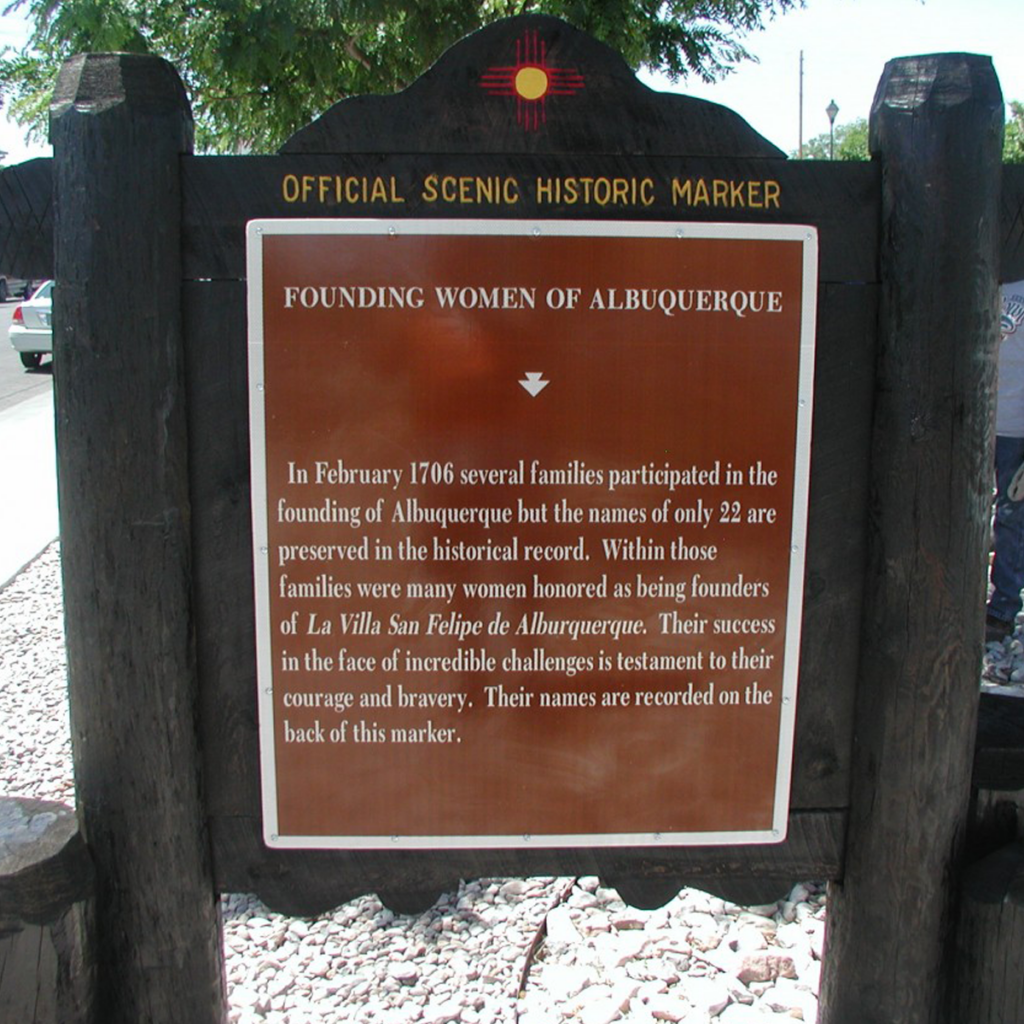 OFFICIAL SCENIC HISTORIC MARKER
FOUNDING WOMEN OF ALBUQUERQUE
In February 1706 several families participated in the
founding of Albuquerque but the names of only 22 are
preserved in the historical record. Within those
families were many women honored as being founders
of La Villa San Felipe de Alburquerque. Their success
in the face of incredible challenges is testament to their
courage and bravery. Their names are recorded on the
back of this marker.